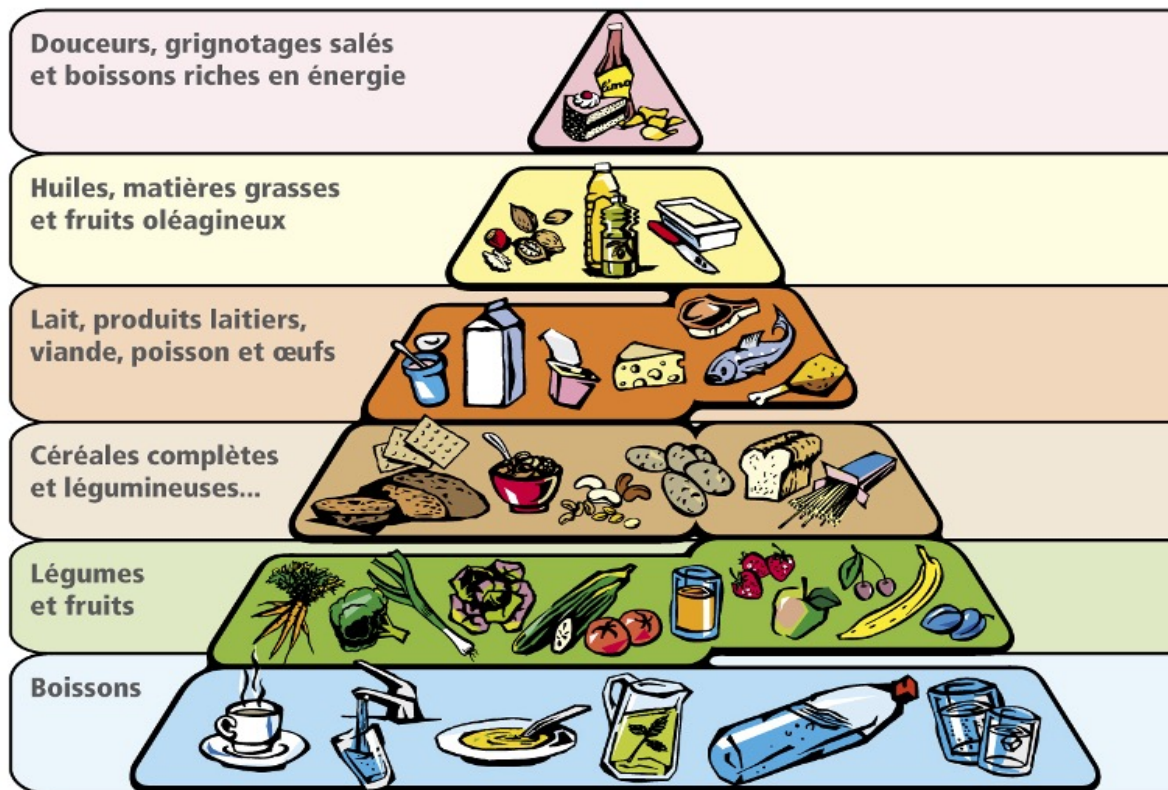 Douceurs, grignotages salés
et boissons riches en énergie
Limo
Huiles, matières grasses
et fruits oléagineux
Lait, produits laitiers,
viande, poisson et œufs
Céréales complètes
et légumineuses...
Légumes
et fruits
Boissons